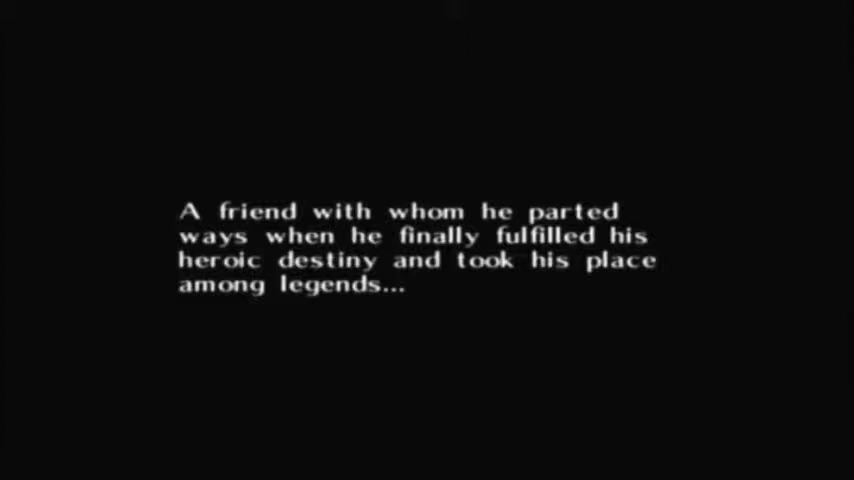 A friend with whom he parted
ways when he finally fulfilled his
heroic destiny and took his place
among legends...